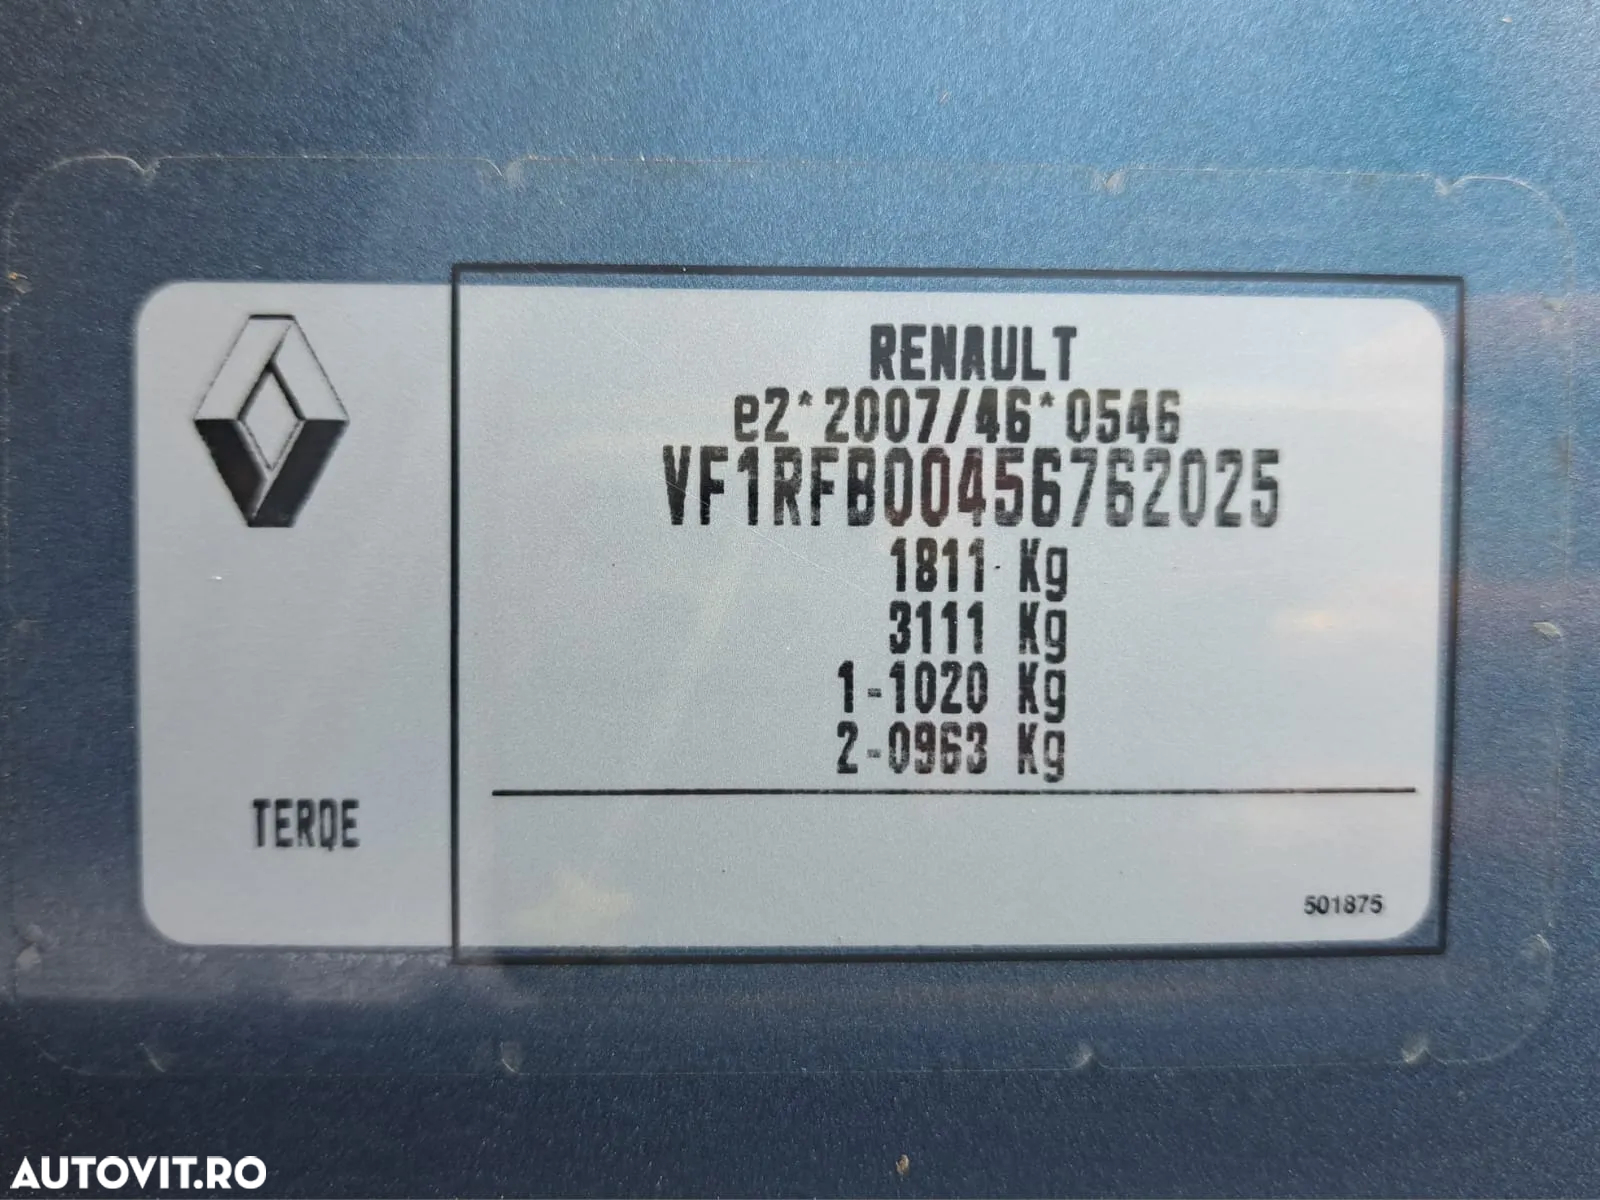 RENAULT
e2*2007/46*0546
VF1RFB00456762025
1811 Kg
3111 Kg
1-1020 Kg
2-0963 Kg
TERQE
501875
AUTOVIT.RO